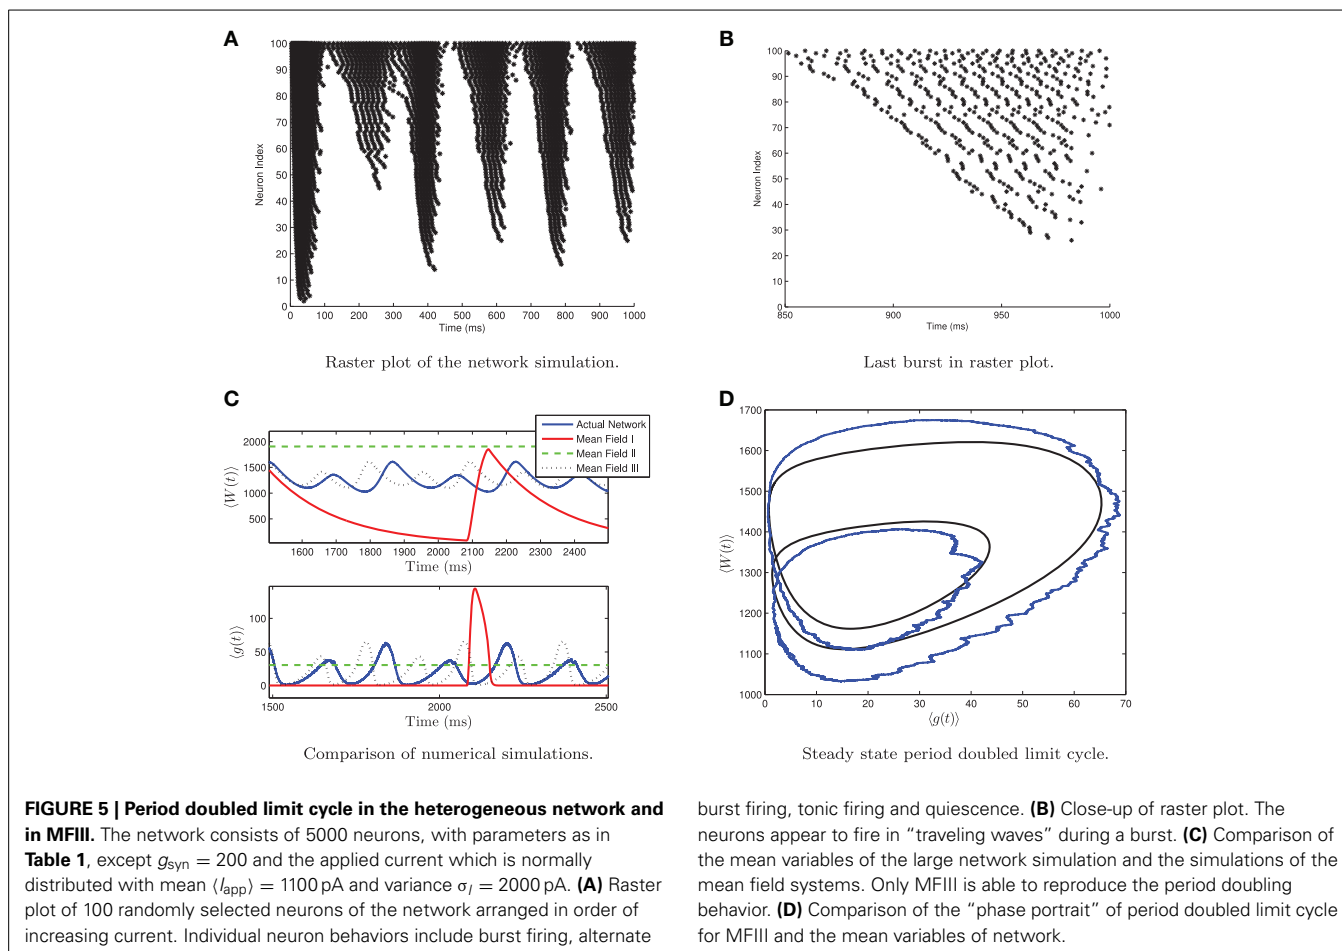 A
100
90
80
70
60
50
40
30
20
10
0
Neuron Index
0 100 200 300 400 500 600 700 800 900 1000
Time (ms)
Raster plot of the network simulation.
B
100
90
80
70
60
50
40
30
20
10
0
Neuron Index
850 900 950 1000
Time (ms)
Last burst in raster plot.
C
Actual Network
Mean Field I
Mean Field II
Mean Field III
2000
1500
1000
500
⟨W(t)⟩
1600 1700 1800 1900 2000 2100 2200 2300 2400
Time (ms)
100
50
0
⟨g(t)⟩
1500 2000 2500
Time (ms)
Comparison of numerical simulations.
D
1700
1600
1500
1400
1300
1200
1100
1000
⟨W(t)⟩
0 10 20 30 40 50 60 70
⟨g(t)⟩
Steady state period doubled limit cycle.
FIGURE 5 | Period doubled limit cycle in the heterogeneous network and
in MFIII. The network consists of 5000 neurons, with parameters as in
Table 1, except gsyn = 200 and the applied current which is normally
distributed with mean ⟨Iapp⟩ = 1100 pA and variance σI = 2000 pA. (A) Raster
plot of 100 randomly selected neurons of the network arranged in order of
increasing current. Individual neuron behaviors include burst firing, alternate
burst firing, tonic firing and quiescence. (B) Close-up of raster plot. The
neurons appear to fire in “traveling waves” during a burst. (C) Comparison of
the mean variables of the large network simulation and the simulations of the
mean field systems. Only MFIII is able to reproduce the period doubling
behavior. (D) Comparison of the “phase portrait” of period doubled limit cycle
for MFIII and the mean variables of network.